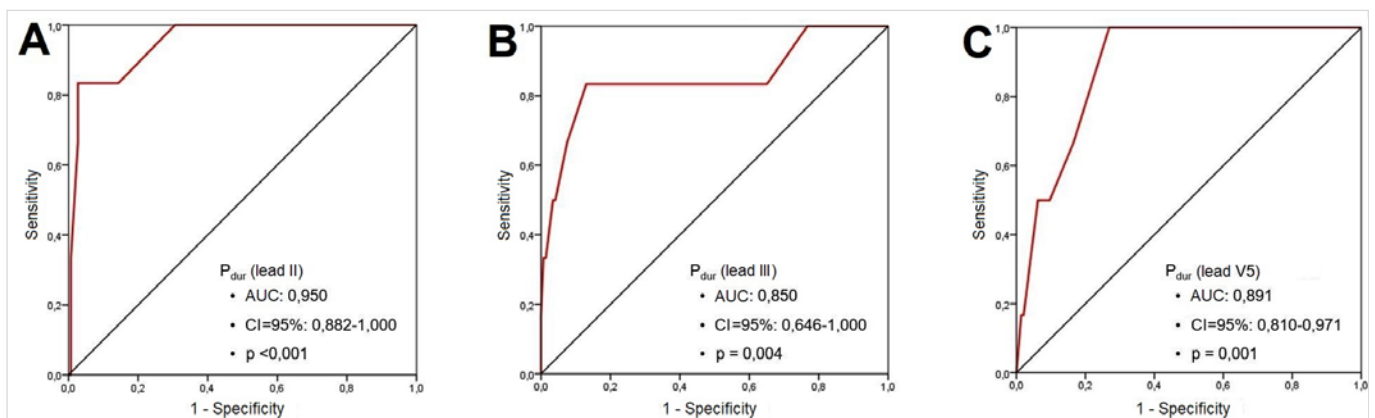 A
1,0
0,8
0,6
0,4
0,2
0,0
Sensitivity
P dur (lead II)
• AUC: 0,950
• CI=95%: 0,882-1,000
• p <0,001
0,0 0,2 0,4 0,6 0,8 1,0
1 - Specificity
B
1,0
0,8
0,6
0,4
0,2
0,0
Sensitivity
P dur (lead III)
• AUC: 0,850
• CI=95%: 0,646-1,000
• p = 0,004
0,0 0,2 0,4 0,6 0,8 1,0
1 - Specificity
C
1,0
0,8
0,6
0,4
0,2
0,0
Sensitivity
P dur (lead V5)
• AUC: 0,891
• CI=95%: 0,810-0,971
• p = 0,001
0,0 0,2 0,4 0,6 0,8 1,0
1 - Specificity